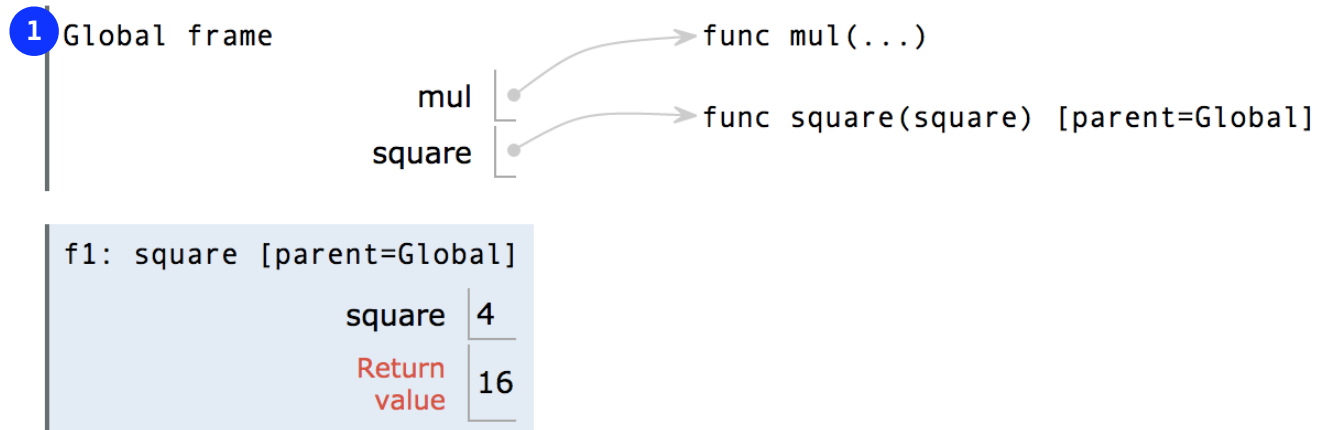 1
Global frame
func mul(...)
mul
func square(square) [parent=Global]
square
f1: square [parent=Global]
square 4
Return
value 16